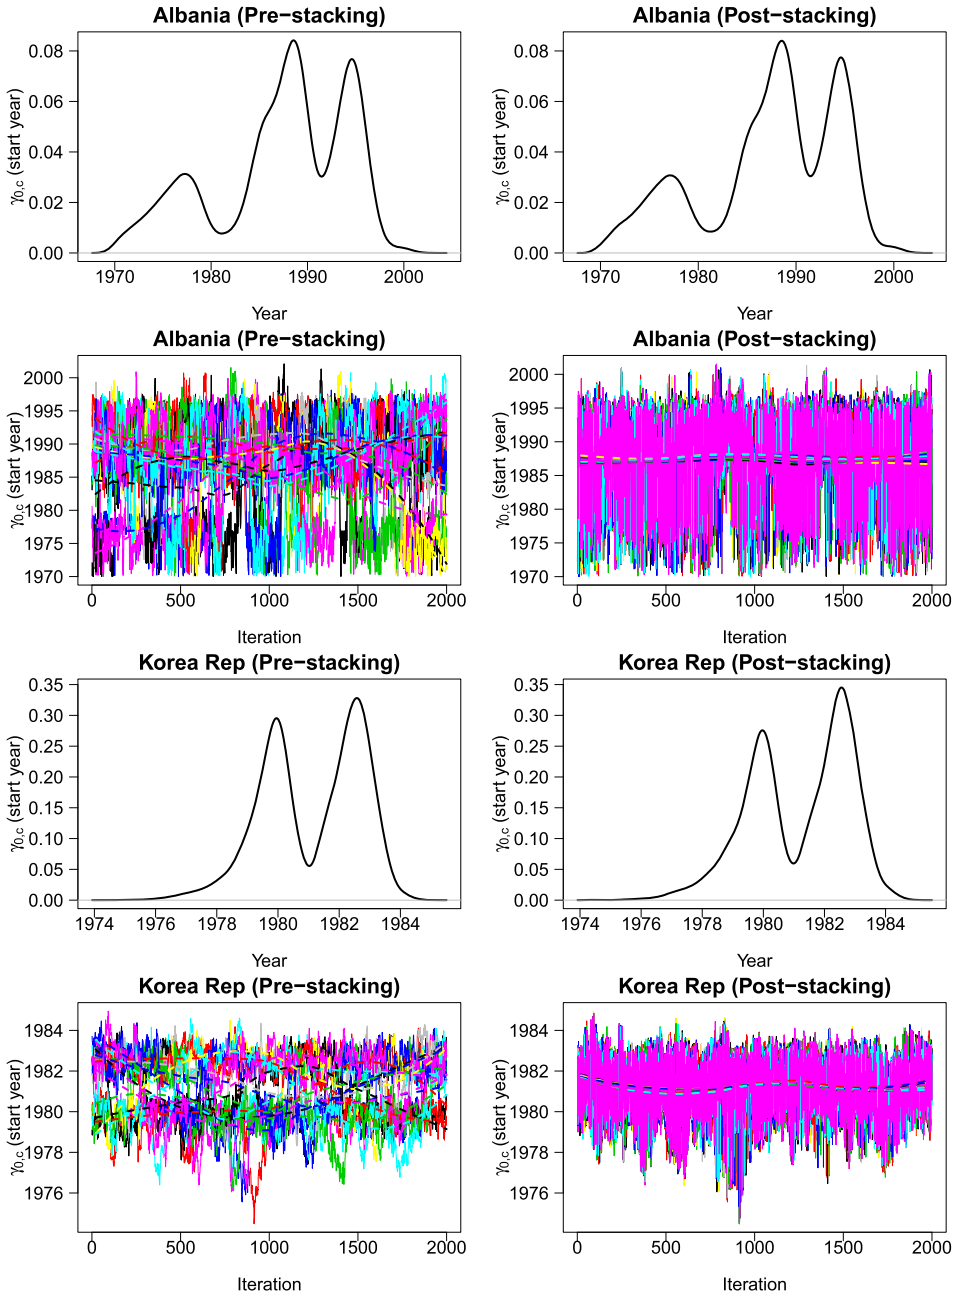 Albania (Pre−stacking)
γ0,c (start year)
0.08
0.06
0.04
0.02
0.00
1970 1980 1990 2000
Year
Albania (Post−stacking)
γ0,c (start year)
0.08
0.06
0.04
0.02
0.00
1970 1980 1990 2000
Year
Albania (Pre−stacking)
γ0,c (start year)
2000
1995
1990
1985
1980
1975
1970
0 500 1000 1500 2000
Iteration
Albania (Post−stacking)
γ0,c (start year)
2000
1995
1990
1985
1980
1975
1970
0 500 1000 1500 2000
Iteration
Korea Rep (Pre−stacking)
γ0,c (start year)
0.35
0.30
0.25
0.20
0.15
0.10
0.05
0.00
1974 1976 1978 1980 1982 1984
Year
Korea Rep (Post−stacking)
γ0,c (start year)
0.35
0.30
0.25
0.20
0.15
0.10
0.05
0.00
1974 1976 1978 1980 1982 1984
Year
Korea Rep (Pre−stacking)
γ0,c (start year)
1984
1982
1980
1978
1976
0 500 1000 1500 2000
Iteration
Korea Rep (Post−stacking)
γ0,c (start year)
1984
1982
1980
1978
1976
0 500 1000 1500 2000
Iteration